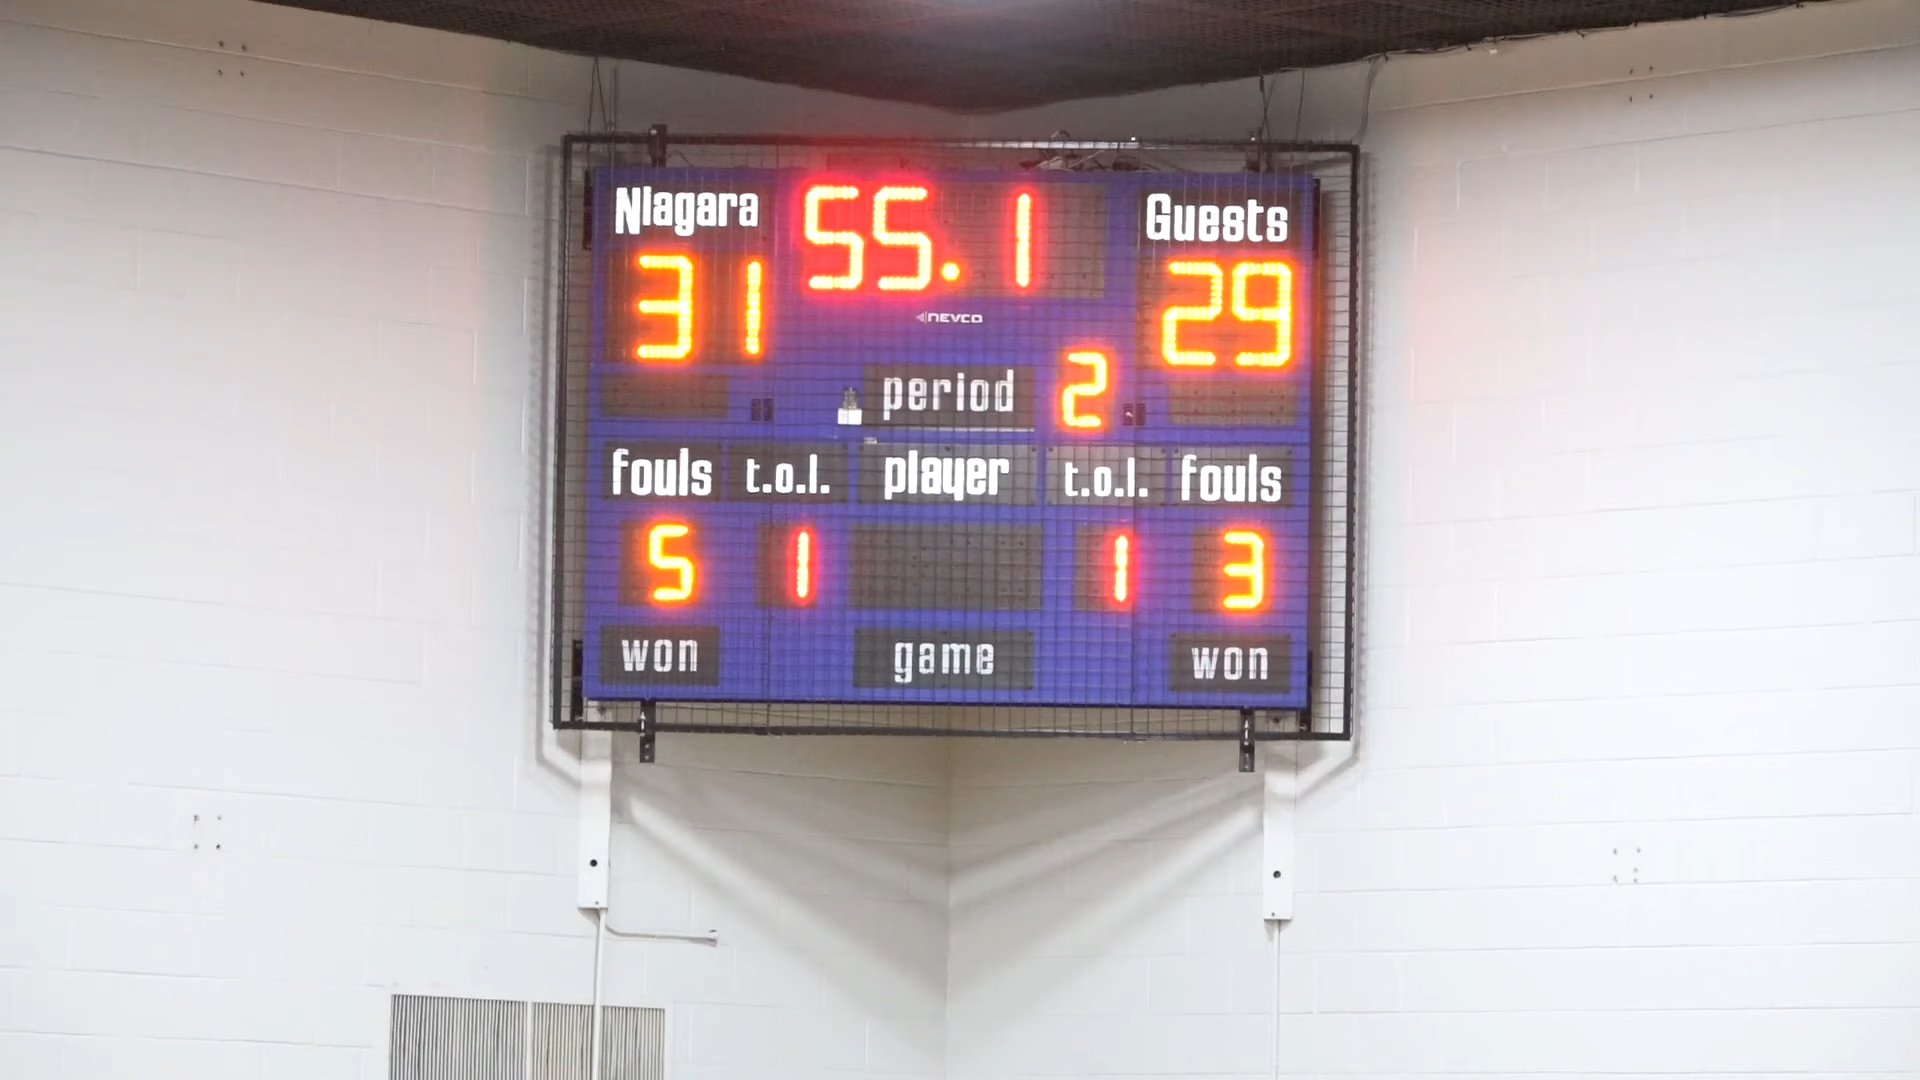 Niagara 55.1 Guests
31 29
NEVCO
period 2
fouls t.o.l. player t.o.l. fouls
5 1 1 3
won game won